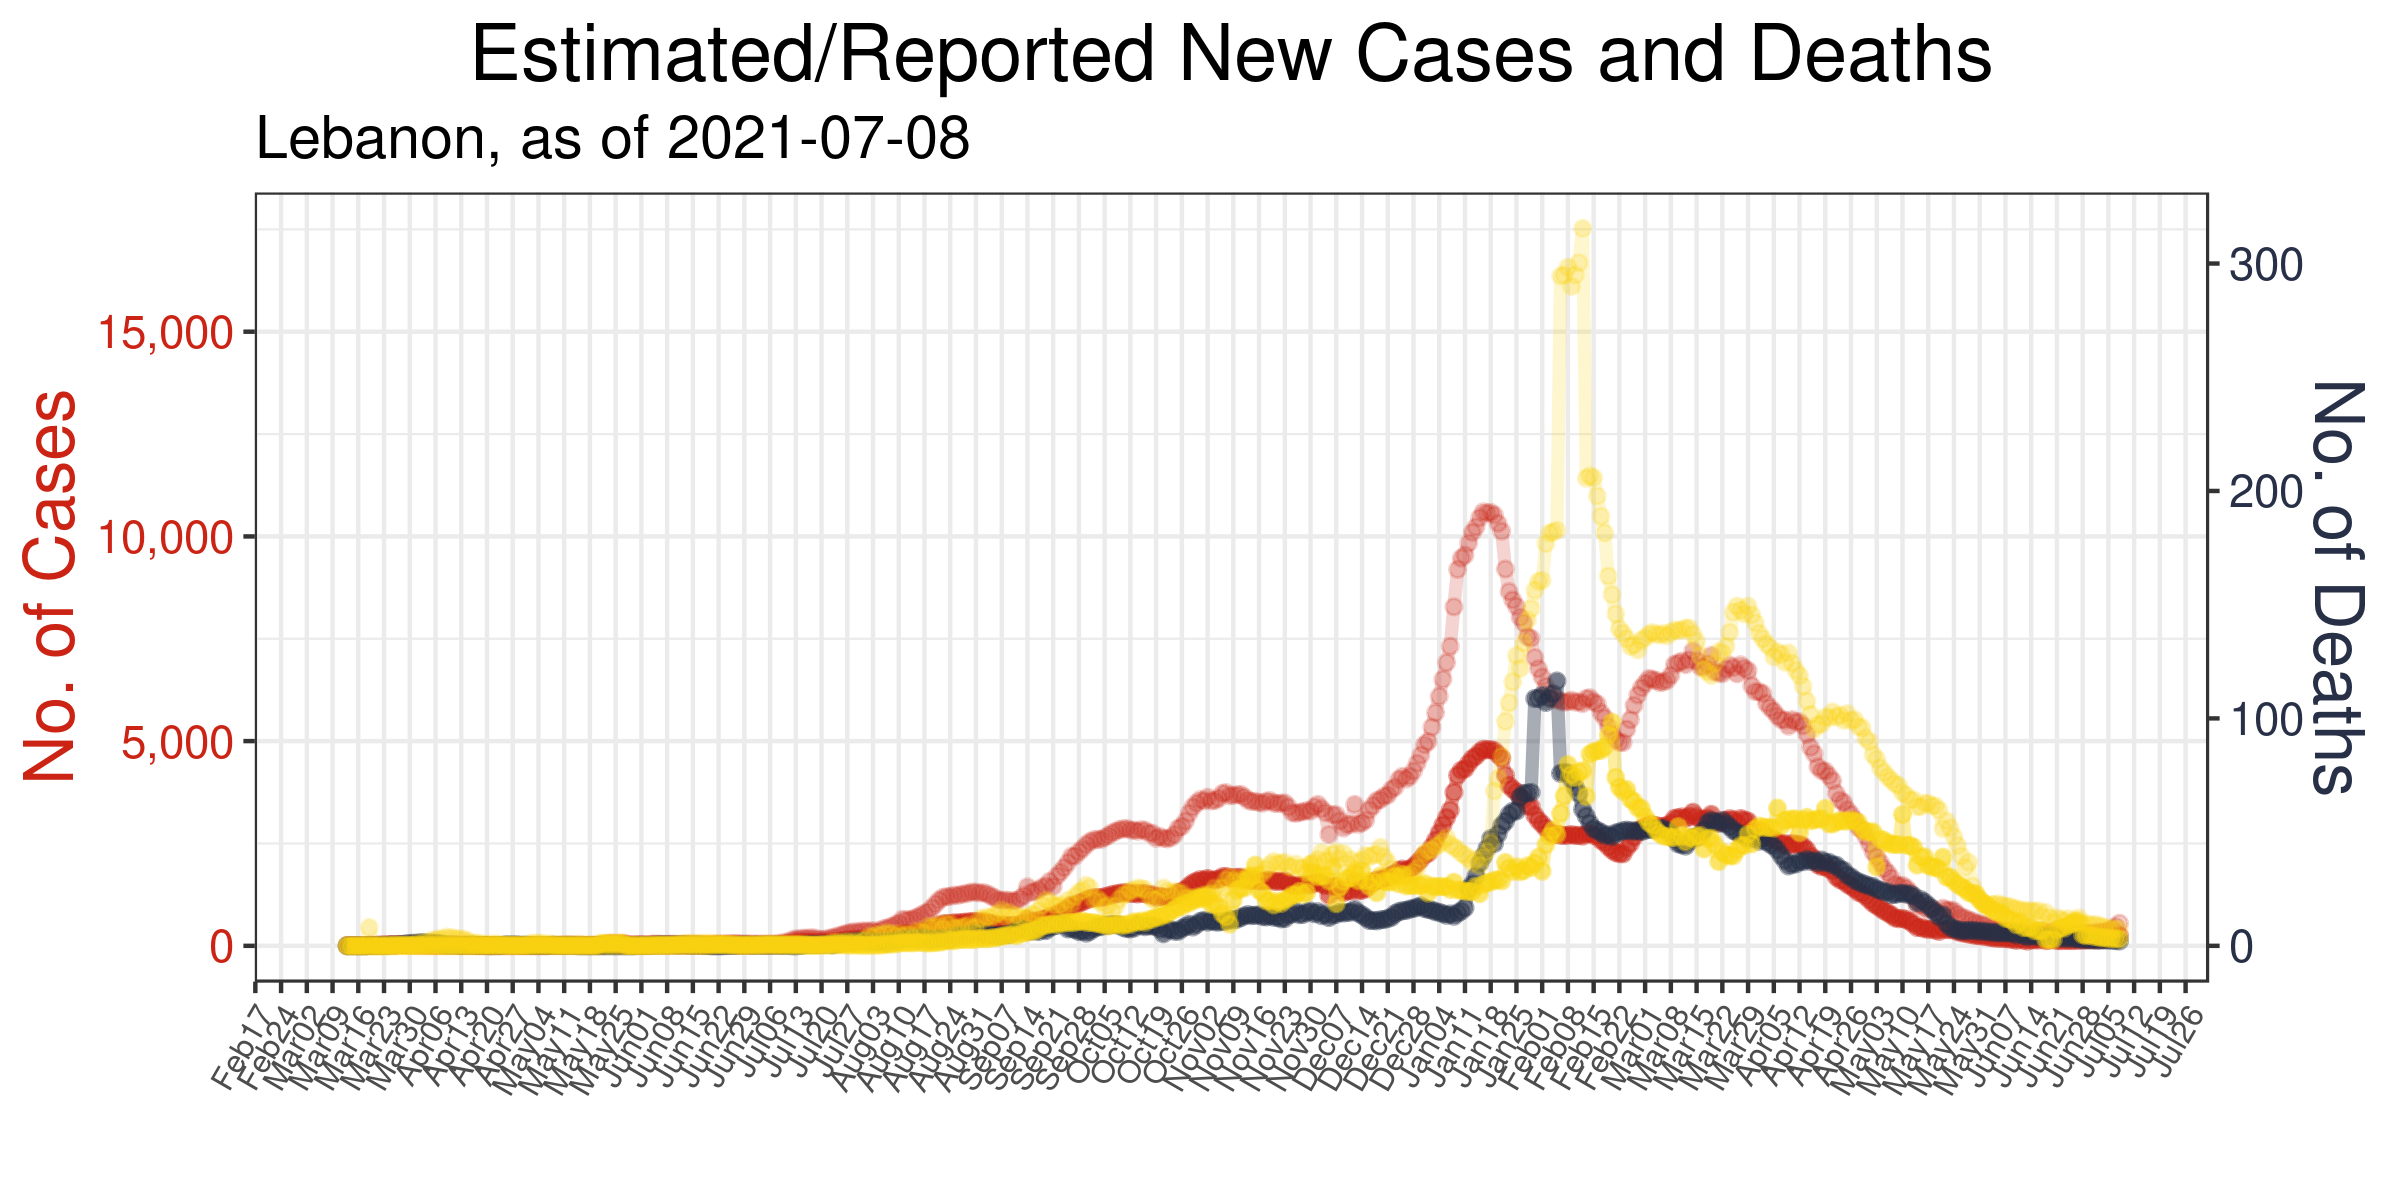 Estimated/Reported New Cases and Deaths
Lebanon, as of 2021-07-08
No. of Cases
15,000
10,000
5,000
0
300
200
100
0
No. of Deaths
Feb17
Feb24
Mar02
Mar09
Mar16
Mar23
Mar30
Apr06
Apr13
Apr20
Apr27
May04
May11
May18
May25
Jun01
Jun08
Jun15
Jun22
Jun29
Jul06
Jul13
Jul20
Jul27
Aug03
Aug10
Aug17
Aug24
Aug31
Sep07
Sep14
Sep21
Sep28
Oct05
Oct12
Oct19
Oct26
Nov02
Nov09
Nov16
Nov23
Nov30
Dec07
Dec14
Dec21
Dec28
Jan04
Jan11
Jan18
Jan25
Feb01
Feb08
Feb15
Feb22
Mar01
Mar08
Mar15
Mar22
Mar29
Apr05
Apr12
Apr19
Apr26
May03
May10
May17
May24
May31
Jun07
Jun14
Jun21
Jun28
Jul05
Jul12
Jul19
Jul26